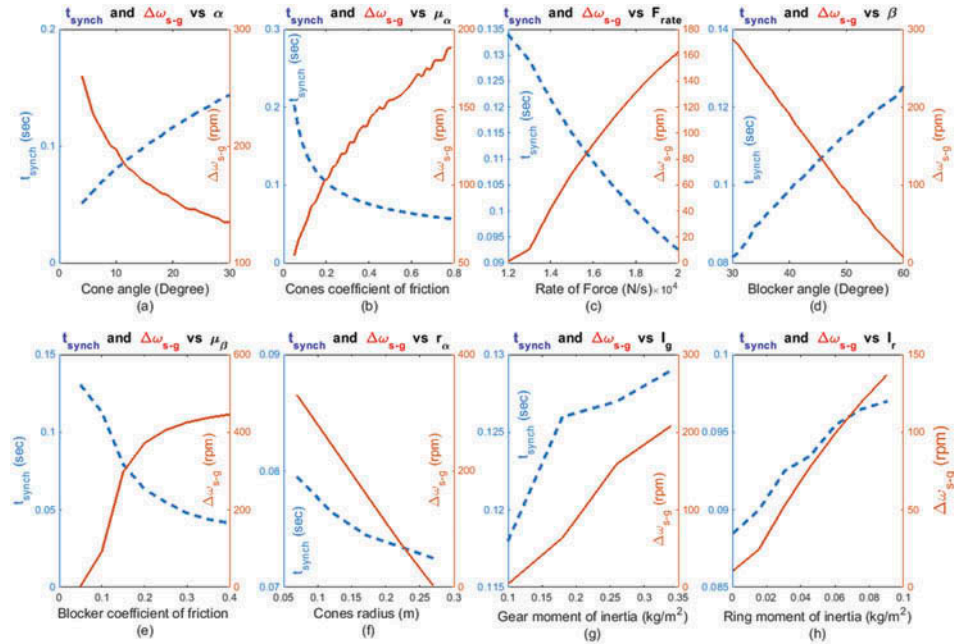 t_synch and Δω_s-g vs α
0.2
0.1
0
t_synch (sec)
300
200
100
Δω_s-g (rpm)
0 10 20 30
Cone angle (Degree)
(a)
t_synch and Δω_s-g vs μ_α
0.3
0.2
0.1
0
t_synch (sec)
200
150
100
50
Δω_s-g (rpm)
0 0.2 0.4 0.6 0.8
Cones coefficient of friction
(b)
t_synch and Δω_s-g vs F_rate
0.135
0.13
0.125
0.12
0.115
0.11
0.105
0.1
0.095
0.09
t_synch (sec)
180
160
140
120
100
80
60
40
20
0
Δω_s-g (rpm)
1.2 1.4 1.6 1.8 2
Rate of Force (N/s)×10⁴
(c)
t_synch and Δω_s-g vs β
0.14
0.12
0.1
0.08
t_synch (sec)
300
200
100
0
Δω_s-g (rpm)
30 40 50 60
Blocker angle (Degree)
(d)
t_synch and Δω_s-g vs μ_β
0.15
0.1
0.05
0
t_synch (sec)
600
400
200
0
Δω_s-g (rpm)
0 0.1 0.2 0.3 0.4
Blocker coefficient of friction
(e)
t_synch and Δω_s-g vs r_α
0.09
0.08
0.07
t_synch (sec)
400
200
0
Δω_s-g (rpm)
0.05 0.1 0.15 0.2 0.25 0.3
Cones radius (m)
(f)
t_synch and Δω_s-g vs I_g
0.13
0.125
0.12
0.115
t_synch (sec)
300
200
100
0
Δω_s-g (rpm)
0.1 0.15 0.2 0.25 0.3 0.35
Gear moment of inertia (kg/m²)
(g)
t_synch and Δω_s-g vs I_r
0.1
0.095
0.09
0.085
t_synch (sec)
150
100
50
0
Δω_s-g (rpm)
0 0.02 0.04 0.06 0.08 0.1
Ring moment of inertia (kg/m²)
(h)